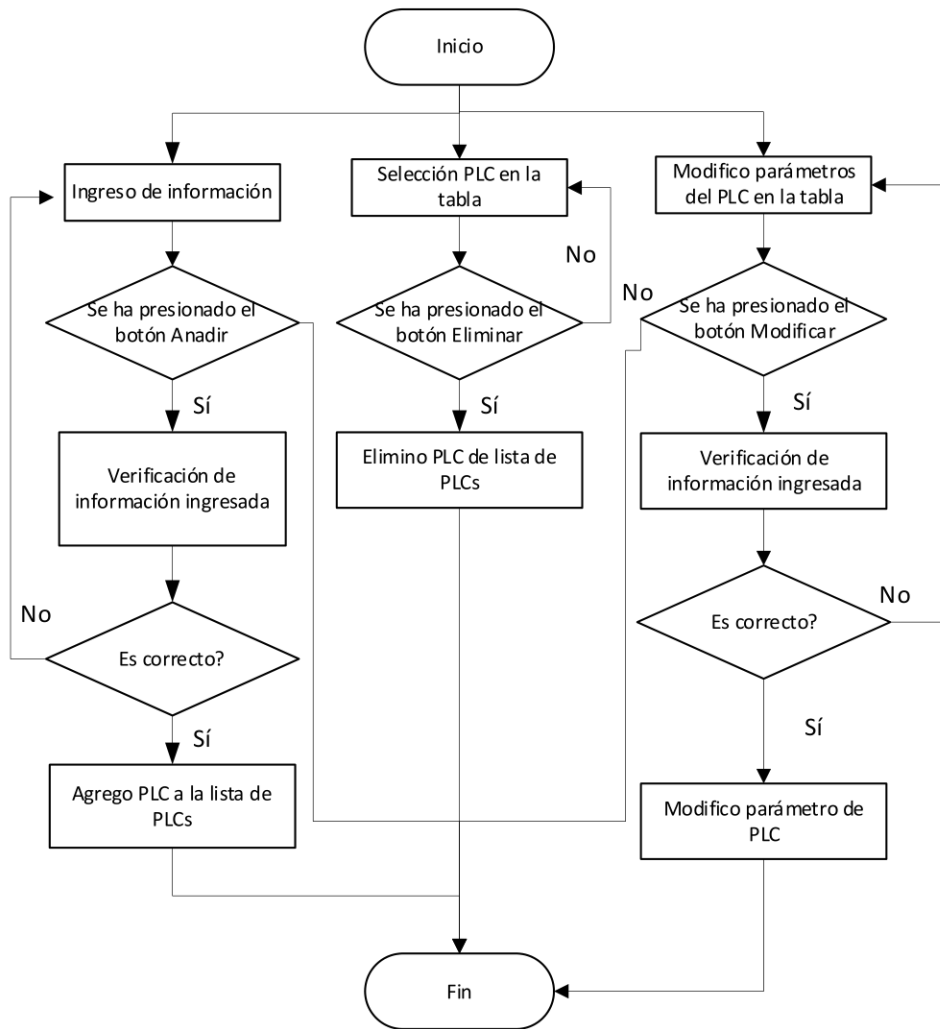 Inicio
Ingreso de información
Selección PLC en la
tabla
Modifico parámetros
del PLC en la tabla
No
No
Se ha presionado el
botón Anadir
Se ha presionado el
botón Eliminar
Se ha presionado el
botón Modificar
Sí
Sí
Sí
Verificación de
información ingresada
Elimino PLC de lista de
PLCs
Verificación de
información ingresada
No
No
Es correcto?
Es correcto?
Sí
Sí
Agrego PLC a la lista de
PLCs
Modifico parámetro de
PLC
Fin